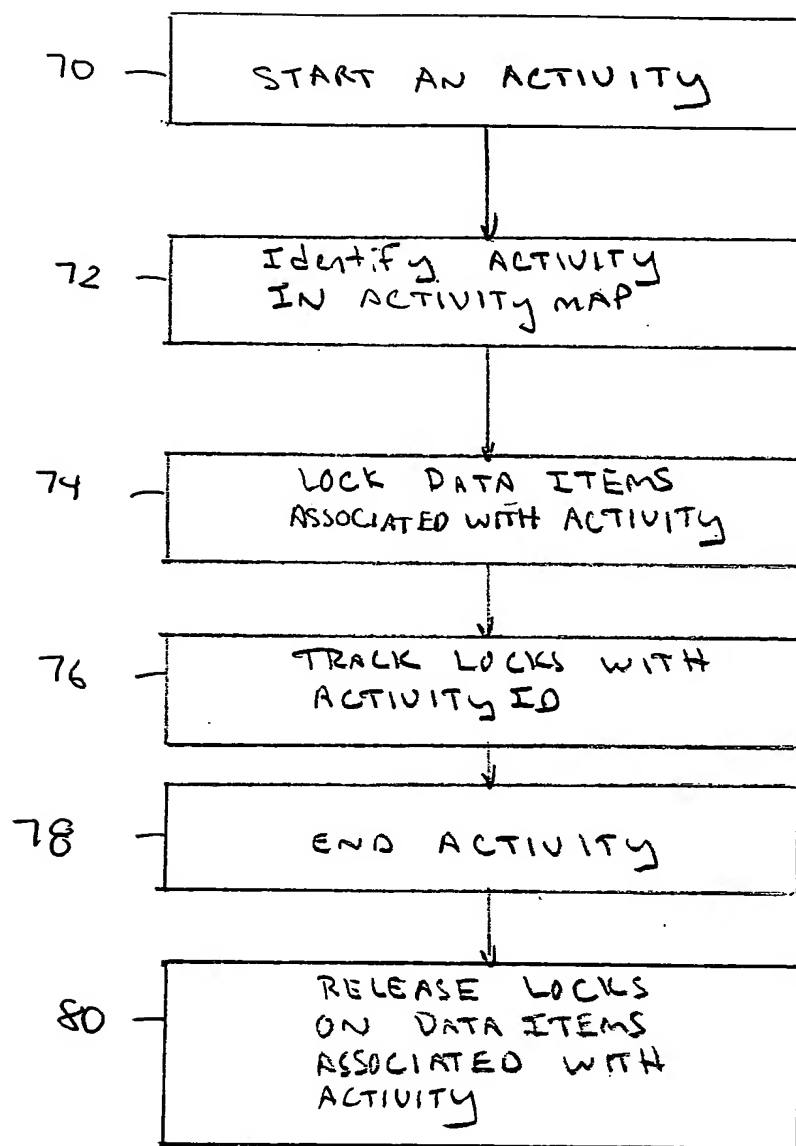 70
START AN ACTIVITY
72
Identify ACTIVITY
IN ACTIVITY MAP
74
LOCK DATA ITEMS
ASSOCIATED WITH ACTIVITY
76
TRACK LOCKS WITH
ACTIVITY ID
78
END ACTIVITY
80
RELEASE LOCKS
ON DATA ITEMS
ASSOCIATED WITH
ACTIVITY